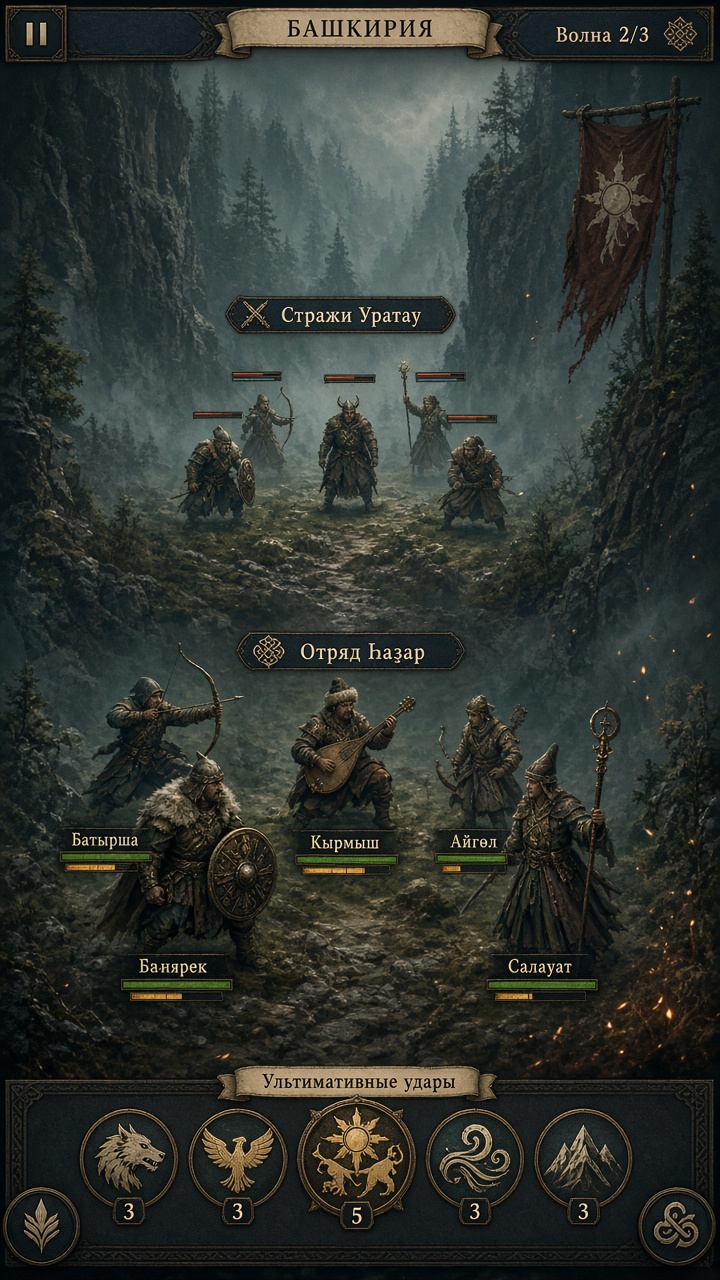 БАШКИРИЯ
Волна 2/3
Стражи Уратау
Отряд Һаҙар
Батырша
Кырмыш
Айгөл
Баʜярек
Салауат
Ультимативные удары
3
3
5
3
3